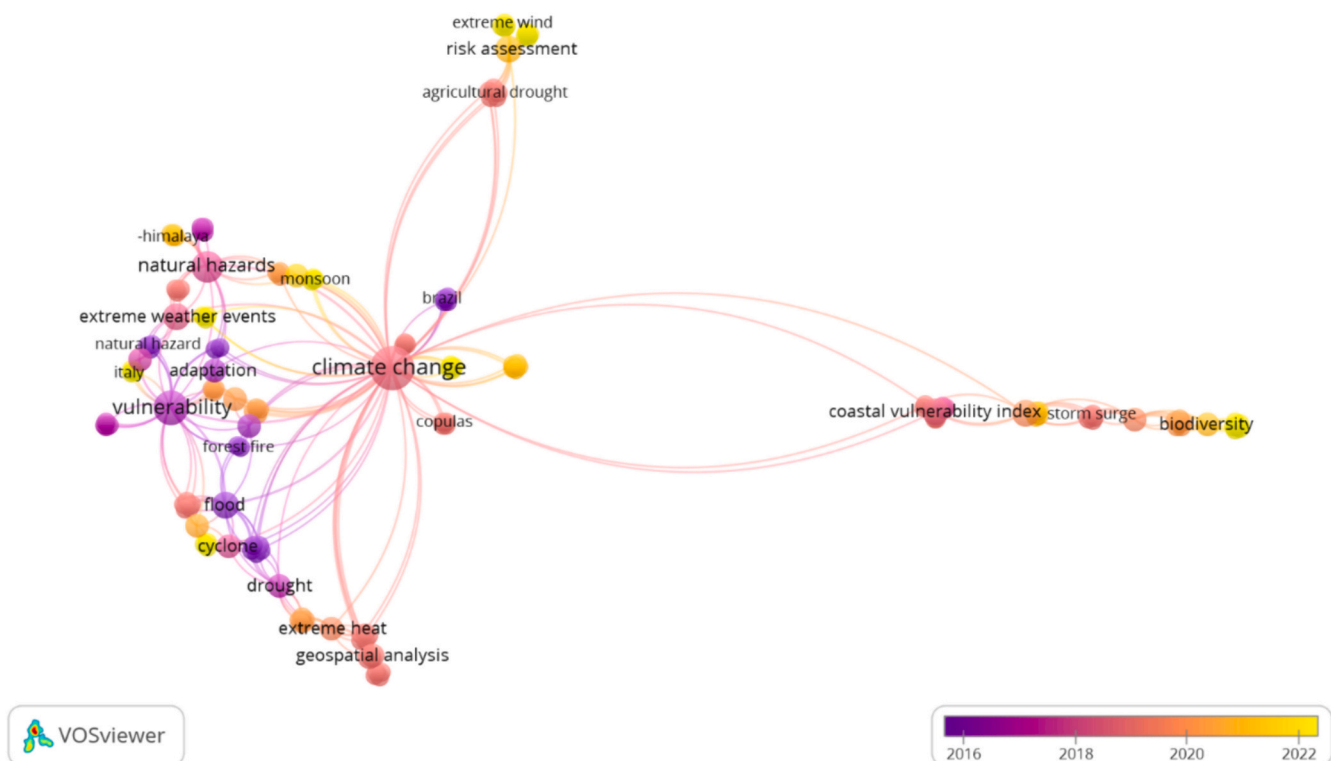 extreme wind
risk assessment
agricultural drought
-himalaya
natural hazards
monsoon
brazil
extreme weather events
natural hazard
italy
adaptation
climate change
vulnerability
copulas
forest fire
coastal vulnerability index
storm surge
biodiversity
flood
cyclone
drought
extreme heat
geospatial analysis
VOSviewer
2016
2018
2020
2022